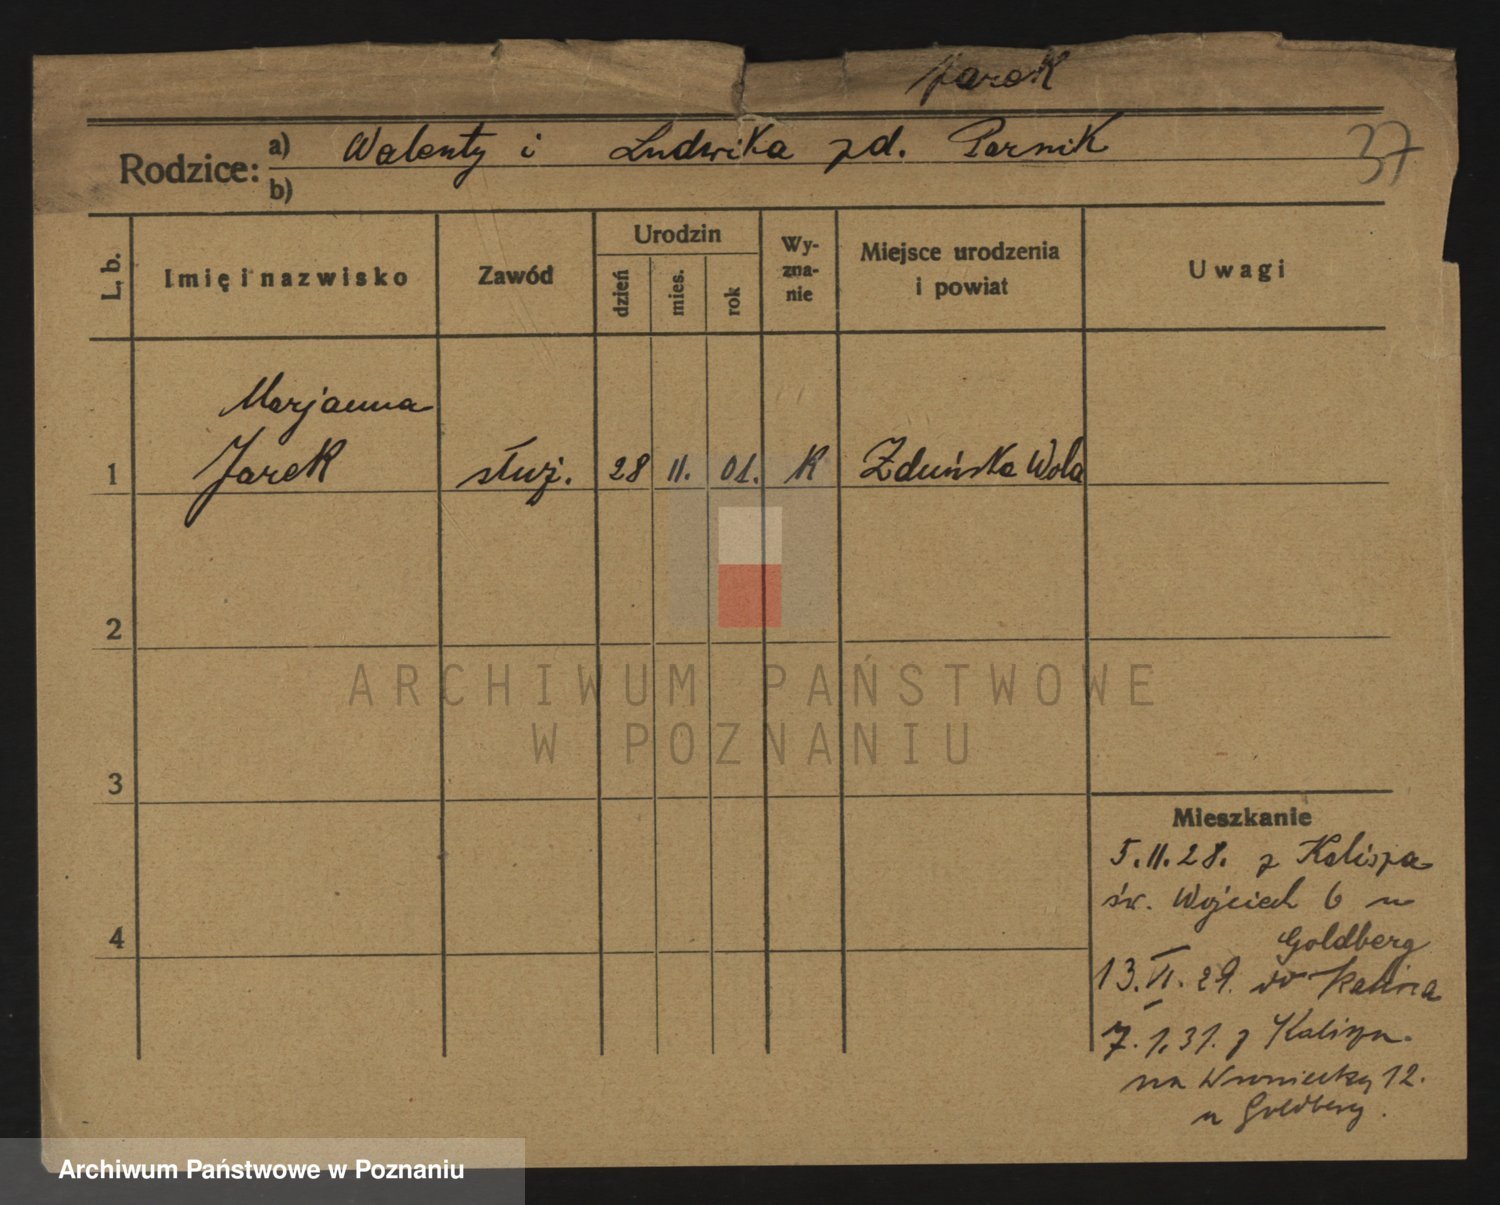 Jarek
Rodzice: a) Walenty i Ludwika zd. Parnik
b)
37
L. b.
Imię i nazwisko
Zawód
Urodzin
dzień
mies.
rok
Wy-
zna-
nie
Miejsce urodzenia
i powiat
Uwagi
Marjanna
1 Jarek służ. 28 11. 01. K Zduńska Wola
2
3
4
Mieszkanie
5.11.28. z Kalisza
św. Wojciech 6 u
Goldberg
13.VI.29. do Kalisza
7.1.31. z Kalisza
na Wroniecką 12.
u Goldberg.
ARCHIWUM PAŃSTWOWE
W POZNANIU
Archiwum Państwowe w Poznaniu